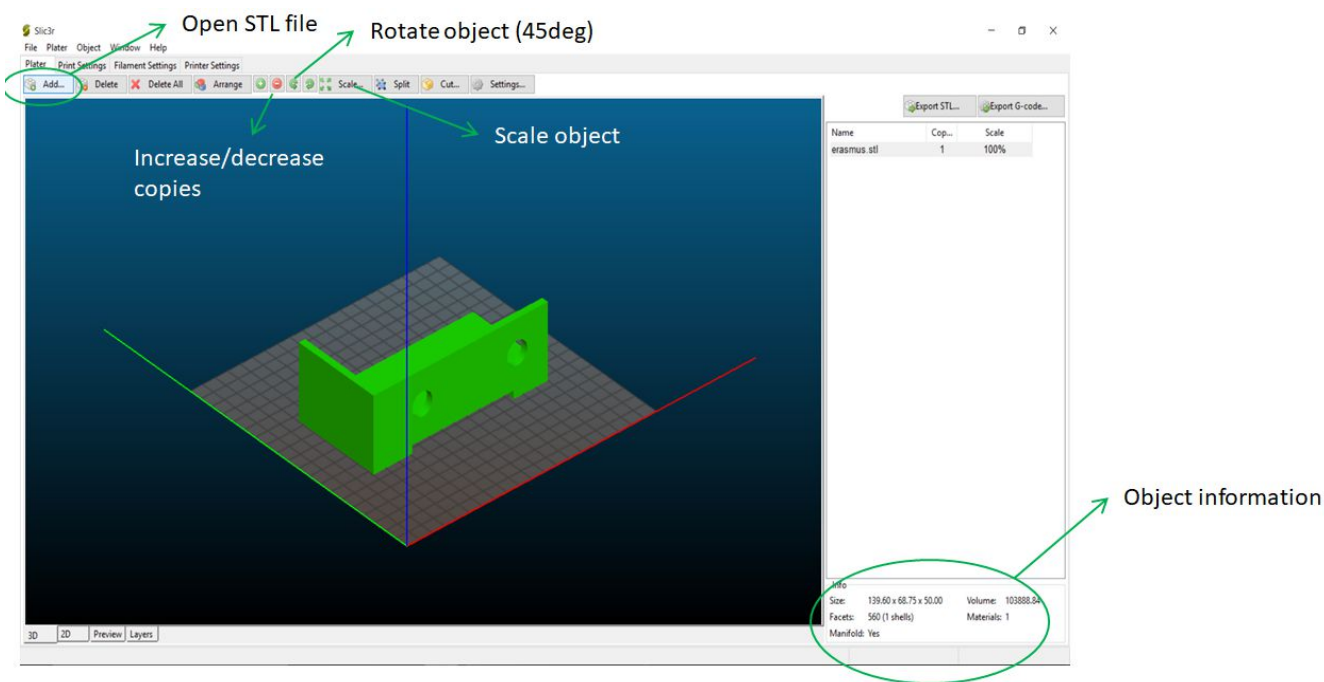 Open STL file
Rotate object (45deg)
Slic3r
File Plater Object Window Help
Plater Print Settings Filament Settings Printer Settings
Add... Delete Delete All Arrange Scale... Split Cut... Settings...
Export STL... Export G-code...
Scale object
Increase/decrease
copies
Name Cop... Scale
erasmus.stl 1 100%
Object information
Info
Size: 139.60 x 68.75 x 50.00 Volume: 103888.84
Facets: 560 (1 shells) Materials: 1
Manifold: Yes
3D 2D Preview Layers